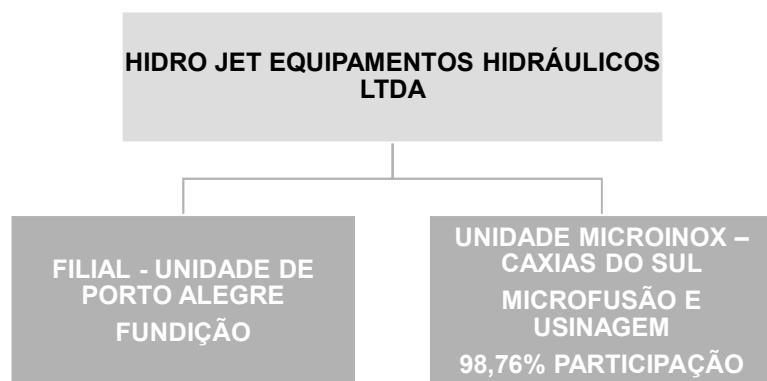 HIDRO JET EQUIPAMENTOS HIDRÁULICOS
LTDA
FILIAL - UNIDADE DE
PORTO ALEGRE
FUNDIÇÃO
UNIDADE MICROINOX –
CAXIAS DO SUL
MICROFUSÃO E
USINAGEM
98,76% PARTICIPAÇÃO